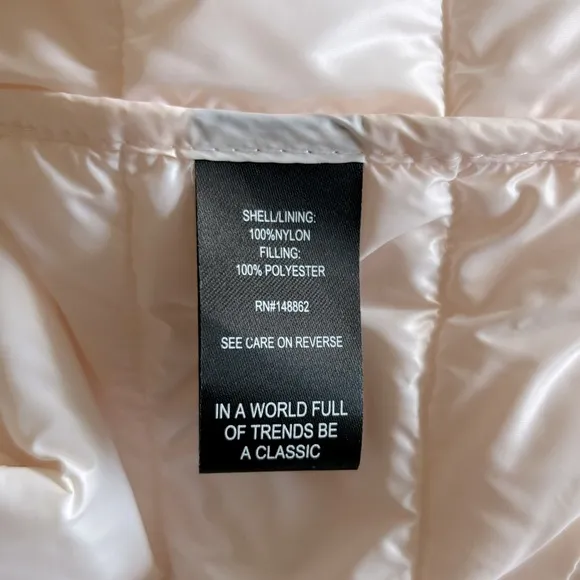 SHELL/LINING:
100%NYLON
FILLING:
100% POLYESTER
RN#148862
SEE CARE ON REVERSE
IN A WORLD FULL
OF TRENDS BE
A CLASSIC